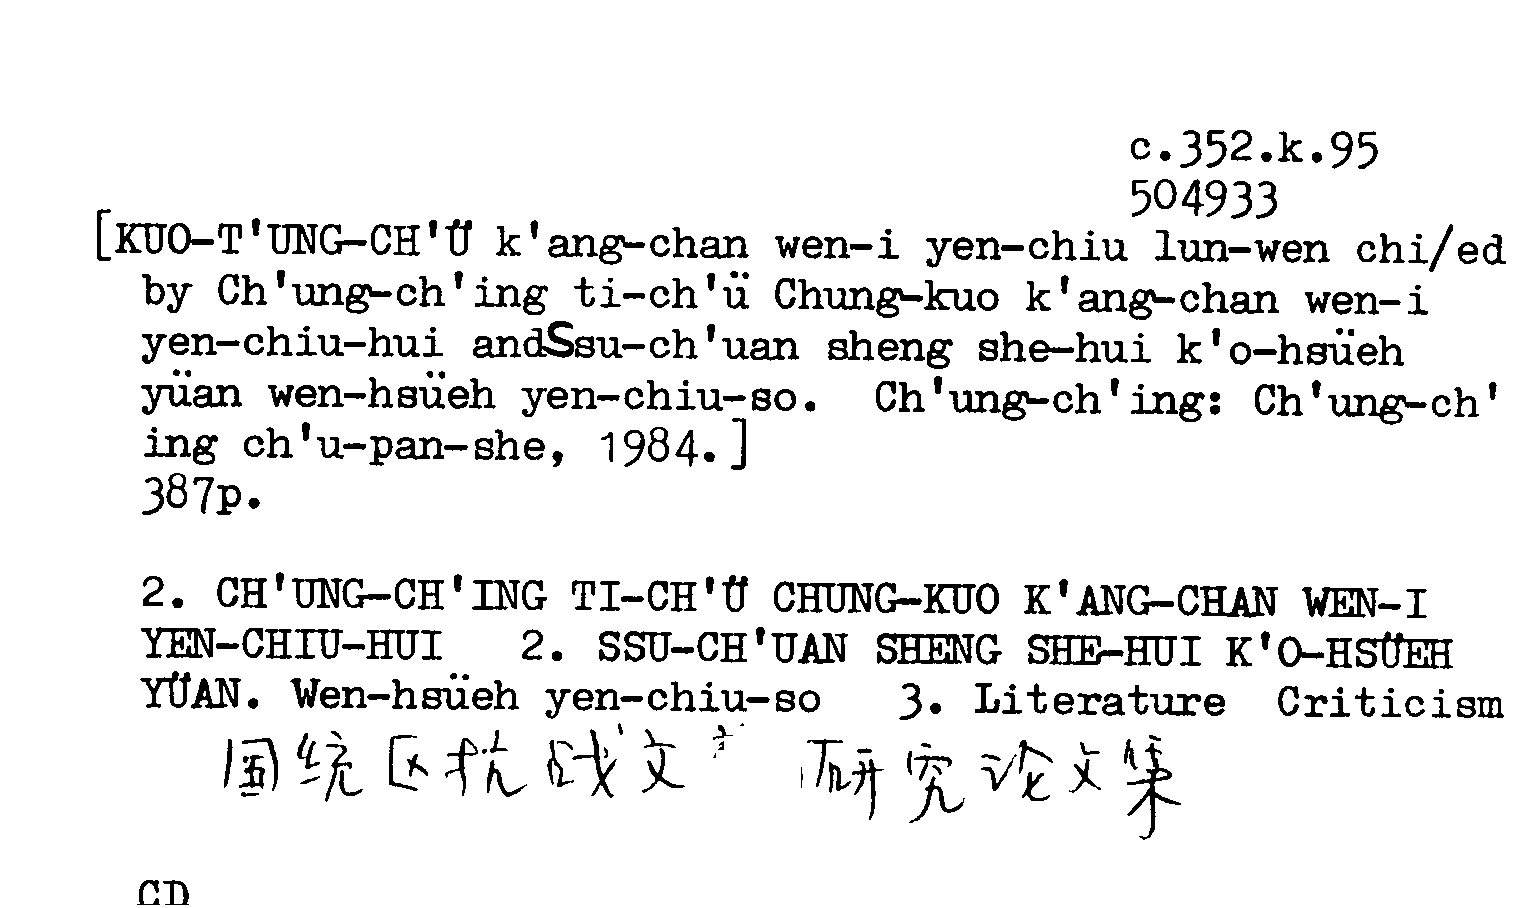 c.352.k.95
504933
[KUO-T'UNG-CH'Ü k'ang-chan wen-i yen-chiu lun-wen chi/ed
by Ch'ung-ch'ing ti-ch'ü Chung-kuo k'ang-chan wen-i
yen-chiu-hui andSsu-ch'uan sheng she-hui k'o-hsüeh
yüan wen-hsüeh yen-chiu-so. Ch'ung-ch'ing: Ch'ung-ch'
ing ch'u-pan-she, 1984.]
387p.
2. CH'UNG-CH'ING TI-CH'Ü CHUNG-KUO K'ANG-CHAN WEN-I
YEN-CHIU-HUI 2. SSU-CH'UAN SHENG SHE-HUI K'O-HSÜEH
YÜAN. Wen-hsüeh yen-chiu-so 3. Literature Criticism
国统区抗战文 研究论文集
CD